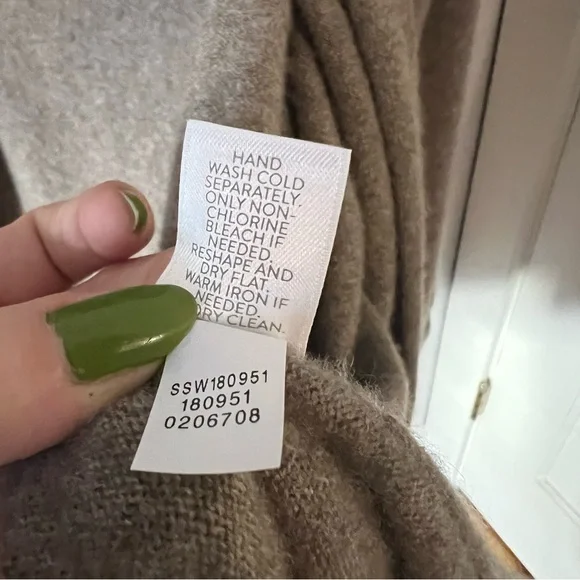 HAND
WASH COLD
SEPARATELY.
ONLY NON-
CHLORINE
BLEACH IF
NEEDED.
RESHAPE AND
DRY FLAT.
WARM IRON IF
NEEDED.
DRY CLEAN.
SSW180951
180951
0206708